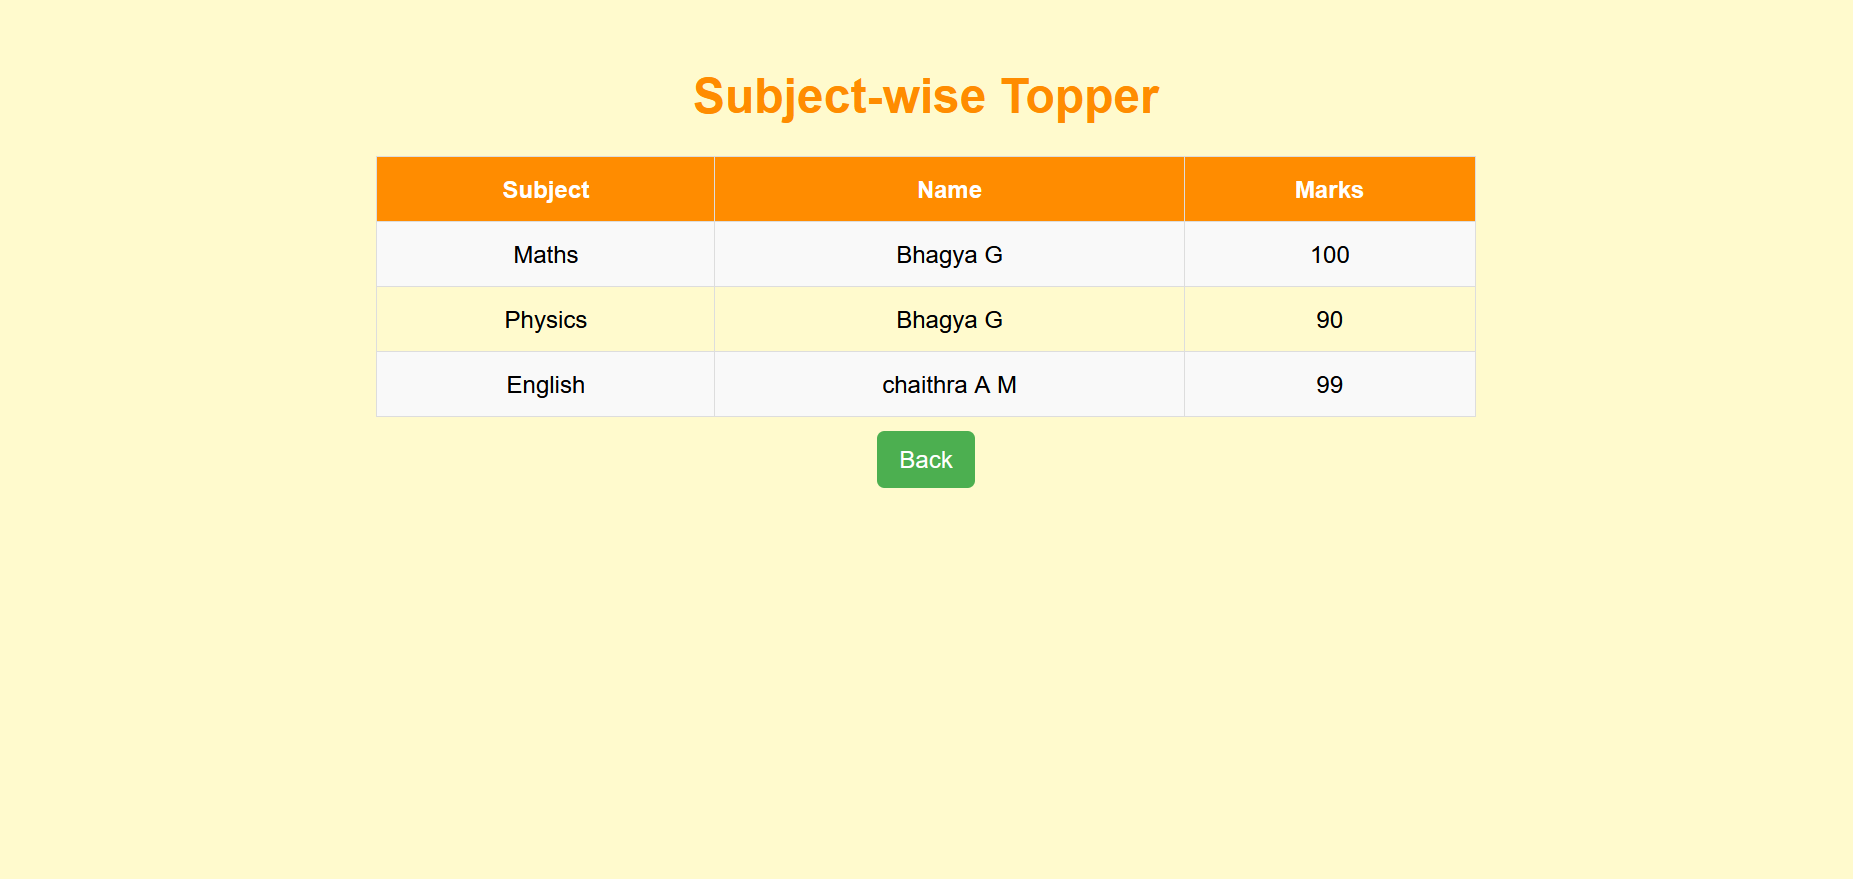 Subject-wise Topper
Subject Name Marks
Maths Bhagya G 100
Physics Bhagya G 90
English chaithra A M 99
Back